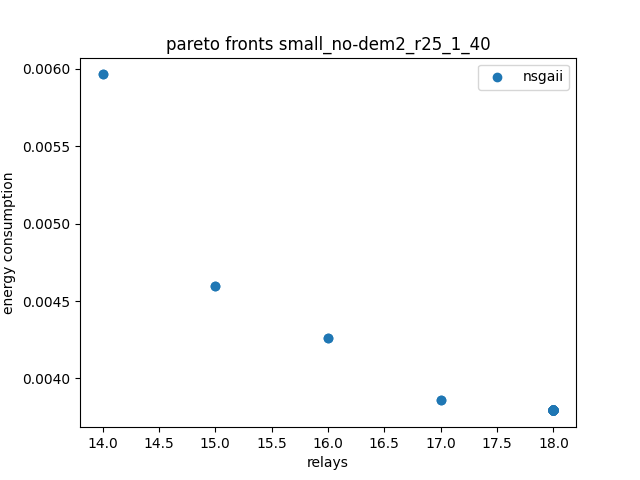 pareto fronts small_no-dem2_r25_1_40
nsgaii
0.0060
0.0055
0.0050
0.0045
0.0040
energy consumption
14.0 14.5 15.0 15.5 16.0 16.5 17.0 17.5 18.0
relays